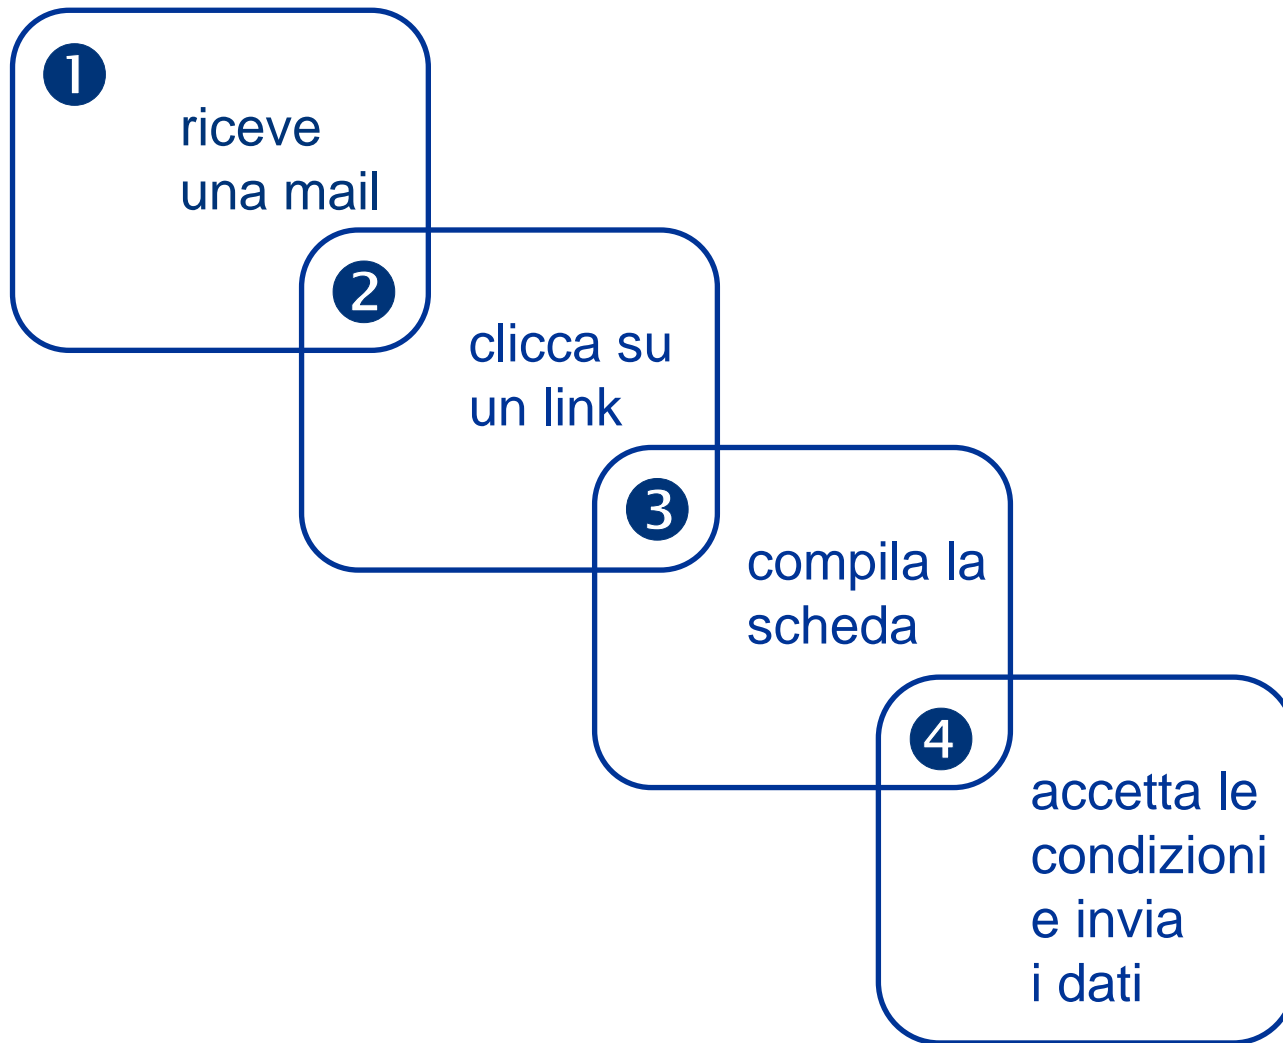 1
riceve
una mail
2
clicca su
un link
3
compila la
scheda
4
accetta le
condizioni
e invia
i dati